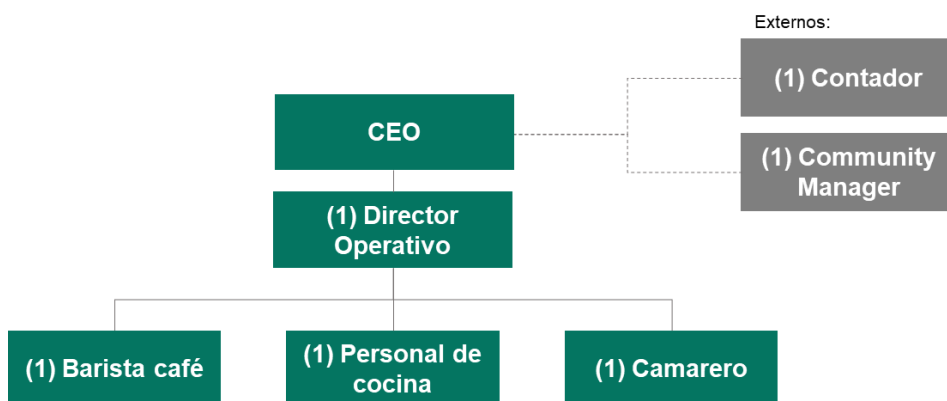 Externos:
(1) Contador
CEO
(1) Community
Manager
(1) Director
Operativo
(1) Barista café
(1) Personal de
cocina
(1) Camarero